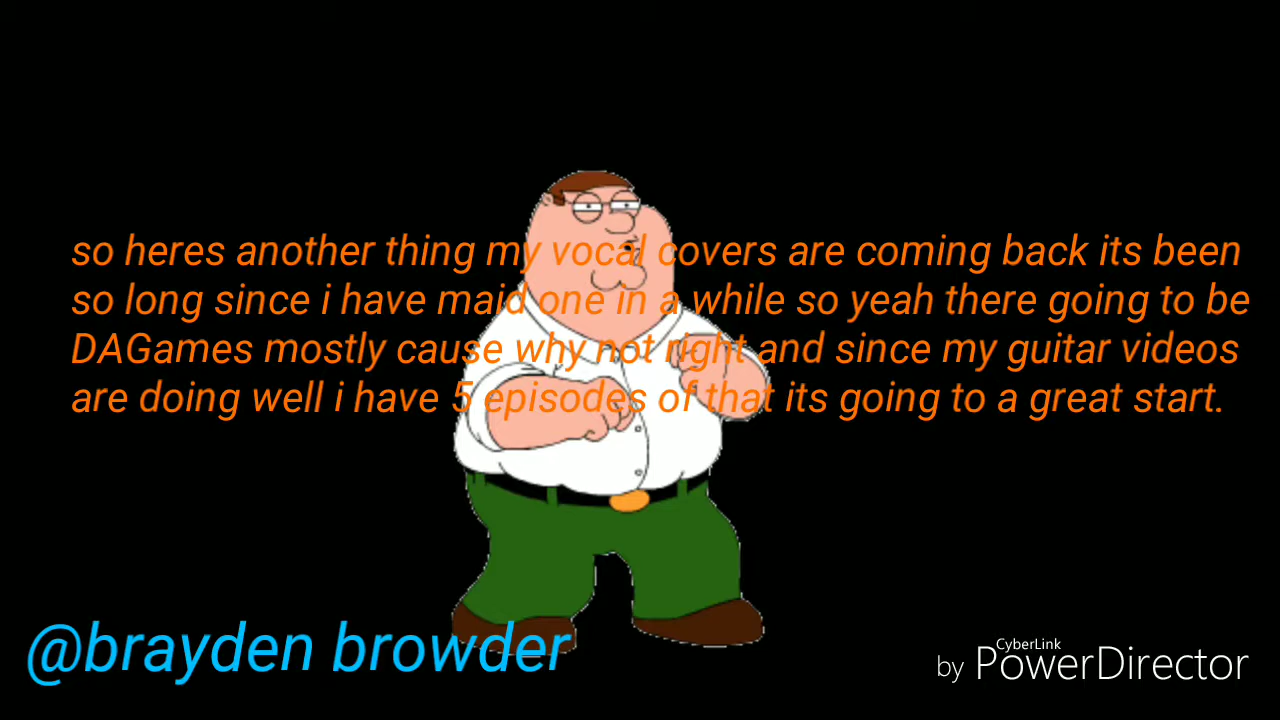 so heres another thing my vocal covers are coming back its been
so long since i have maid one in a while so yeah there going to be
DAGames mostly cause why not right and since my guitar videos
are doing well i have 5 episodes of that its going to a great start.
@brayden browder
CyberLink
by PowerDirector